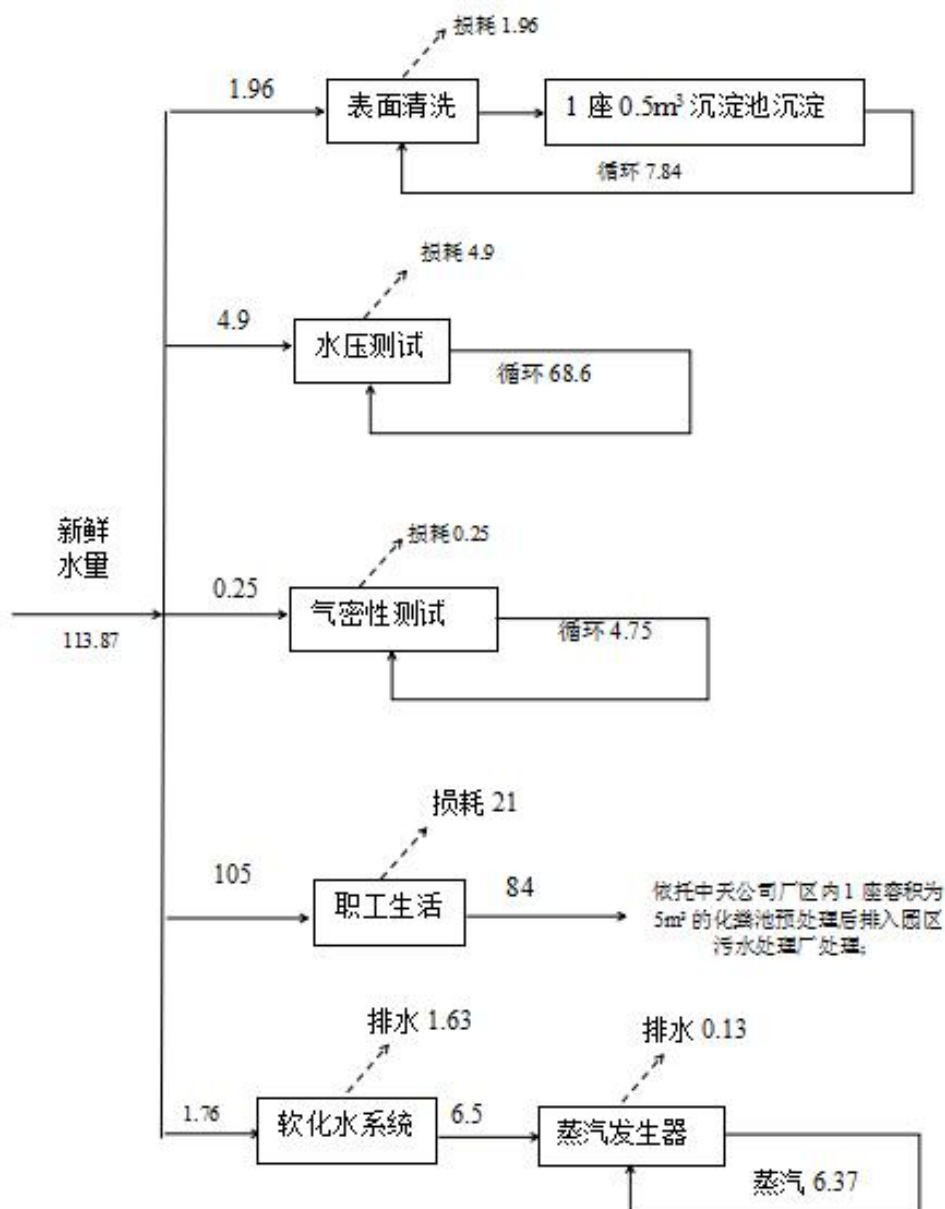 损耗 1.96
1.96
表面清洗
1 座 0.5m³ 沉淀池沉淀
循环 7.84
损耗 4.9
4.9
水压测试
循环 68.6
新鲜
水量
113.87
损耗 0.25
0.25
气密性测试
循环 4.75
损耗 21
105
职工生活
84
依托中天公司厂区内 1 座容积为
5m³ 的化粪池预处理后排入园区
污水处理厂处理;
排水 1.63
排水 0.13
1.76
软化水系统
6.5
蒸汽发生器
蒸汽 6.37